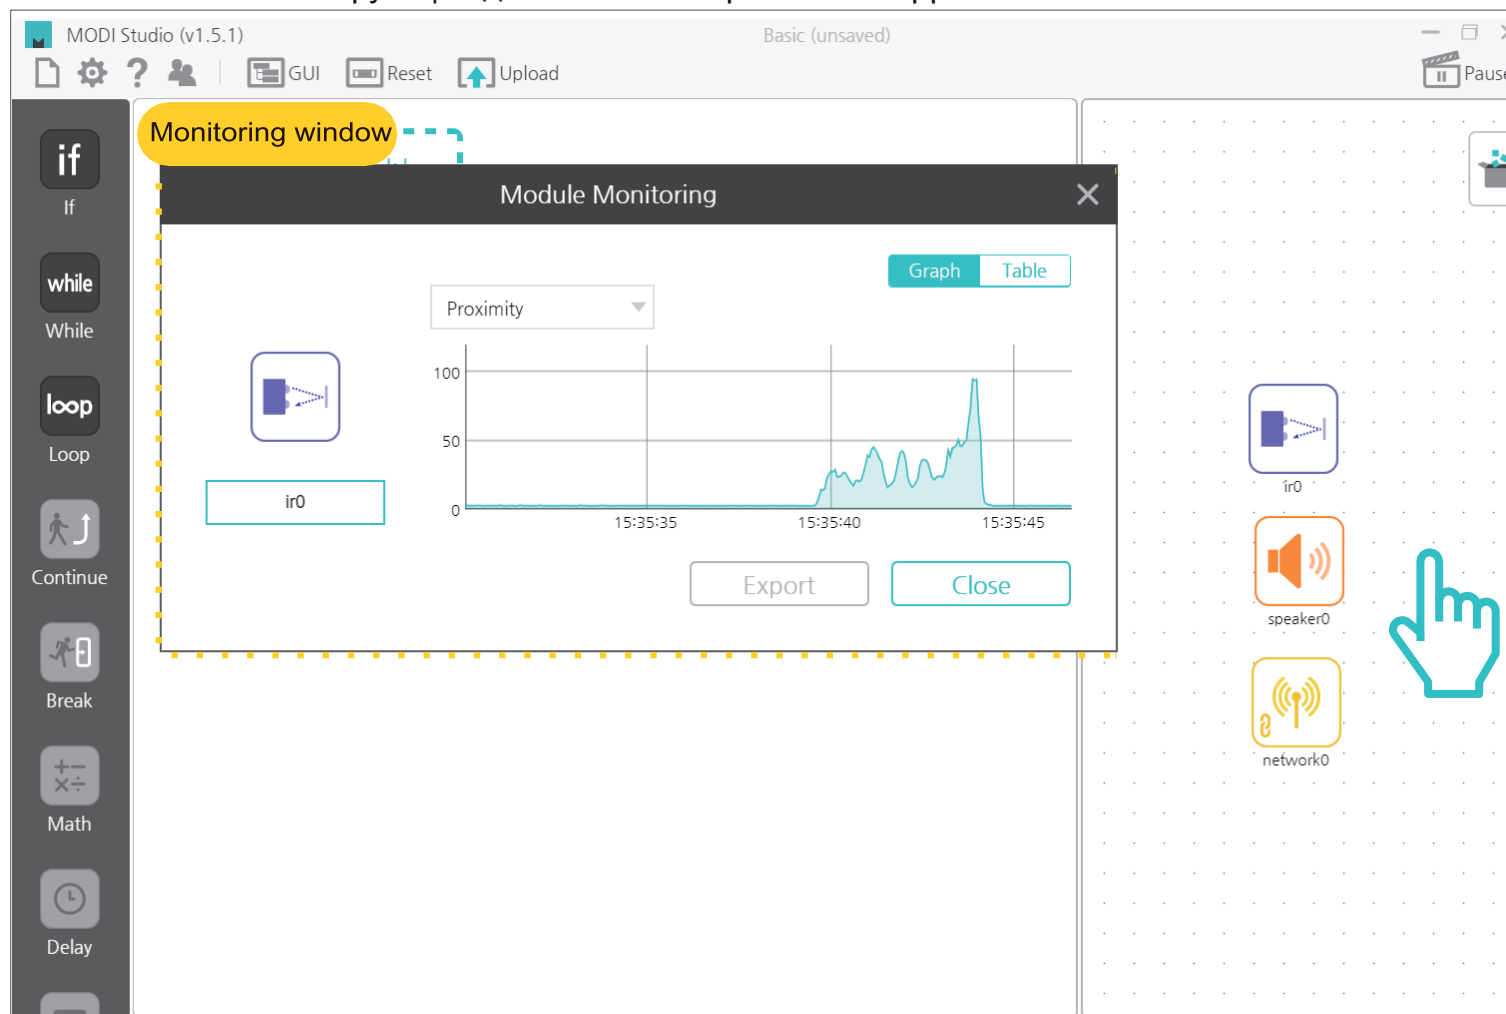 MODI Studio (v1.5.1)
Basic (unsaved)
GUI
Reset
Upload
Pause
Monitoring window
if
If
while
While
loop
Loop
Continue
Break
Math
Delay
Module Monitoring
Graph
Table
Proximity
100
50
0
15:35:35
15:35:40
15:35:45
ir0
Export
Close
ir0
speaker0
network0